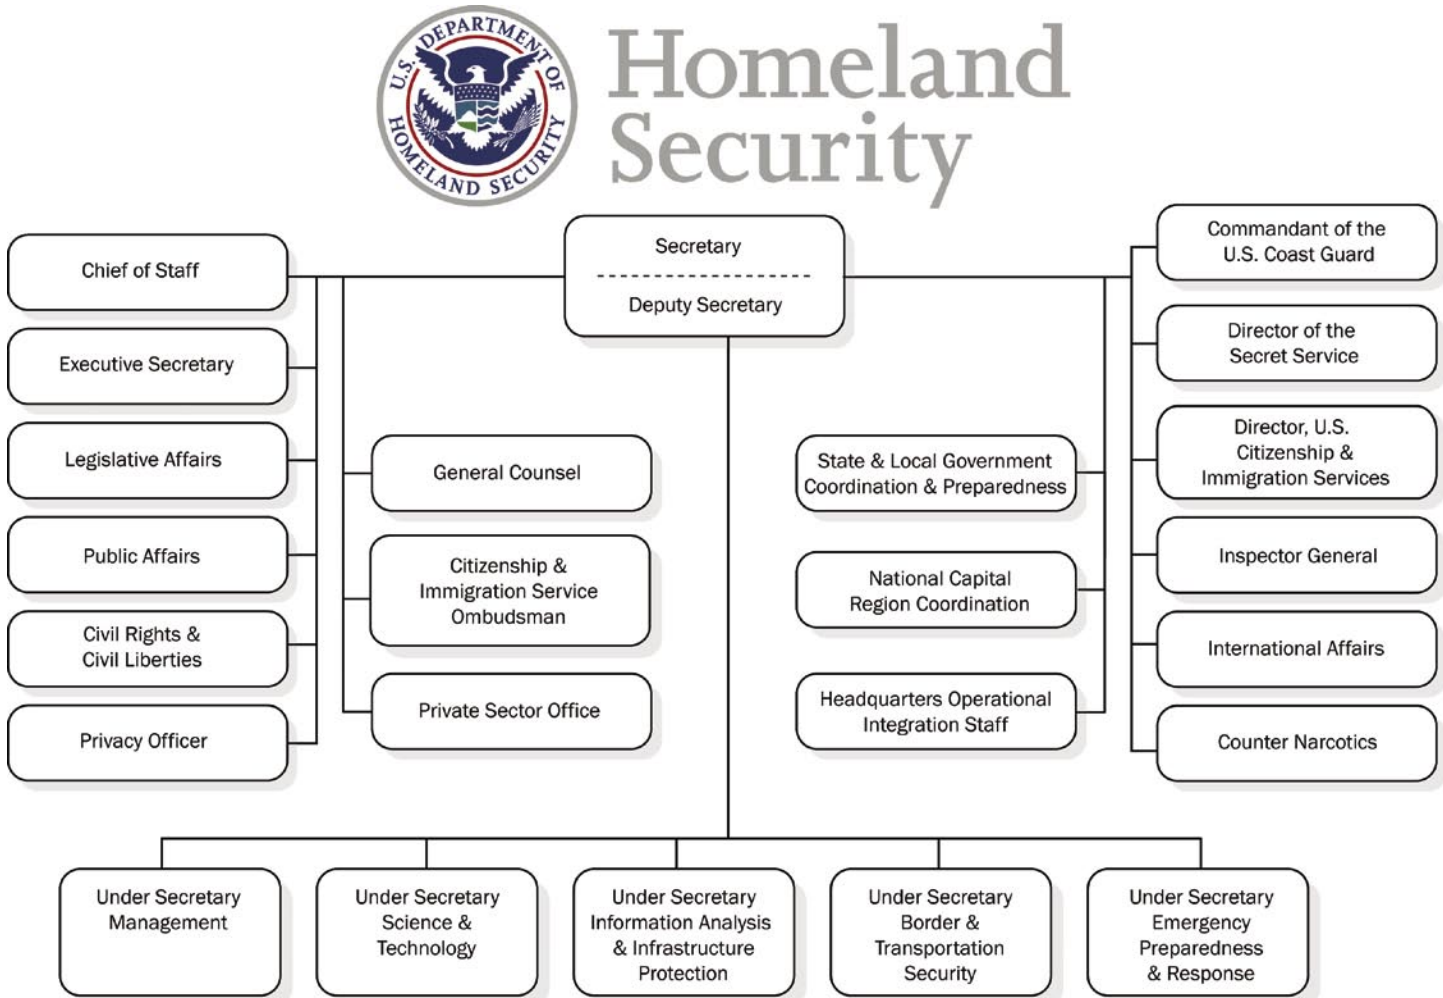 U.S. DEPARTMENT OF
HOMELAND SECURITY
Homeland
Security
Secretary
Deputy Secretary
Chief of Staff
Executive Secretary
Legislative Affairs
Public Affairs
Civil Rights &
Civil Liberties
Privacy Officer
General Counsel
Citizenship &
Immigration Service
Ombudsman
Private Sector Office
State & Local Government
Coordination & Preparedness
National Capital
Region Coordination
Headquarters Operational
Integration Staff
Commandant of the
U.S. Coast Guard
Director of the
Secret Service
Director, U.S.
Citizenship &
Immigration Services
Inspector General
International Affairs
Counter Narcotics
Under Secretary
Management
Under Secretary
Science &
Technology
Under Secretary
Information Analysis
& Infrastructure
Protection
Under Secretary
Border &
Transportation
Security
Under Secretary
Emergency
Preparedness
& Response